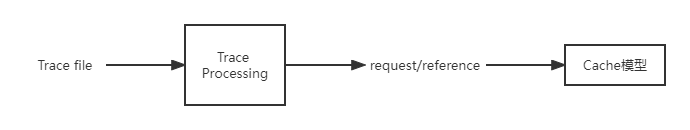 Trace file
Trace
Processing
request/reference
Cache模型